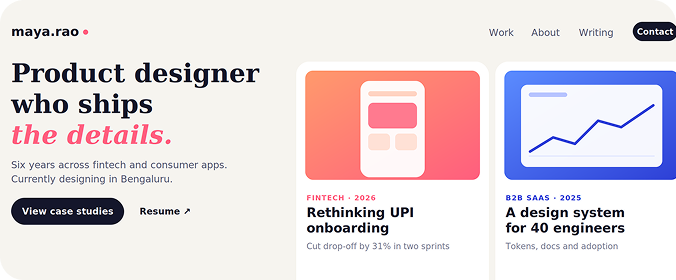 maya.rao
Work About Writing Contact
Product designer
who ships
the details.
Six years across fintech and consumer apps.
Currently designing in Bengaluru.
View case studies Resume ↗
FINTECH · 2026
Rethinking UPI
onboarding
Cut drop-off by 31% in two sprints
B2B SAAS · 2025
A design system
for 40 engineers
Tokens, docs and adoption